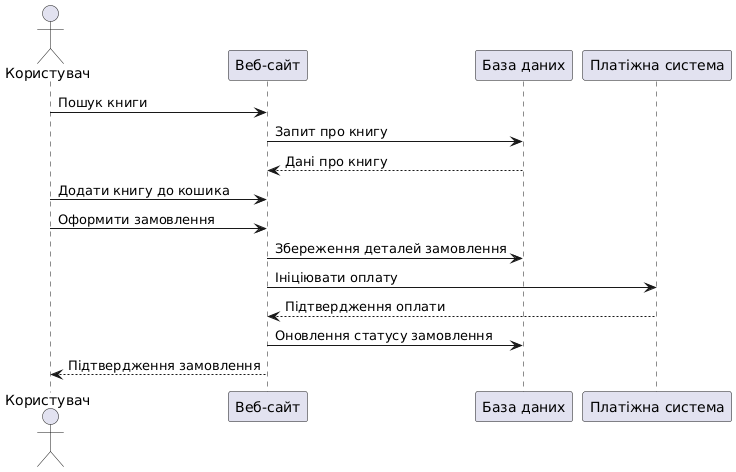 Користувач
Веб-сайт
База даних
Платіжна система
Пошук книги
Запит про книгу
Дані про книгу
Додати книгу до кошика
Оформити замовлення
Збереження деталей замовлення
Ініціювати оплату
Підтвердження оплати
Оновлення статусу замовлення
Підтвердження замовлення
Користувач
Веб-сайт
База даних
Платіжна система